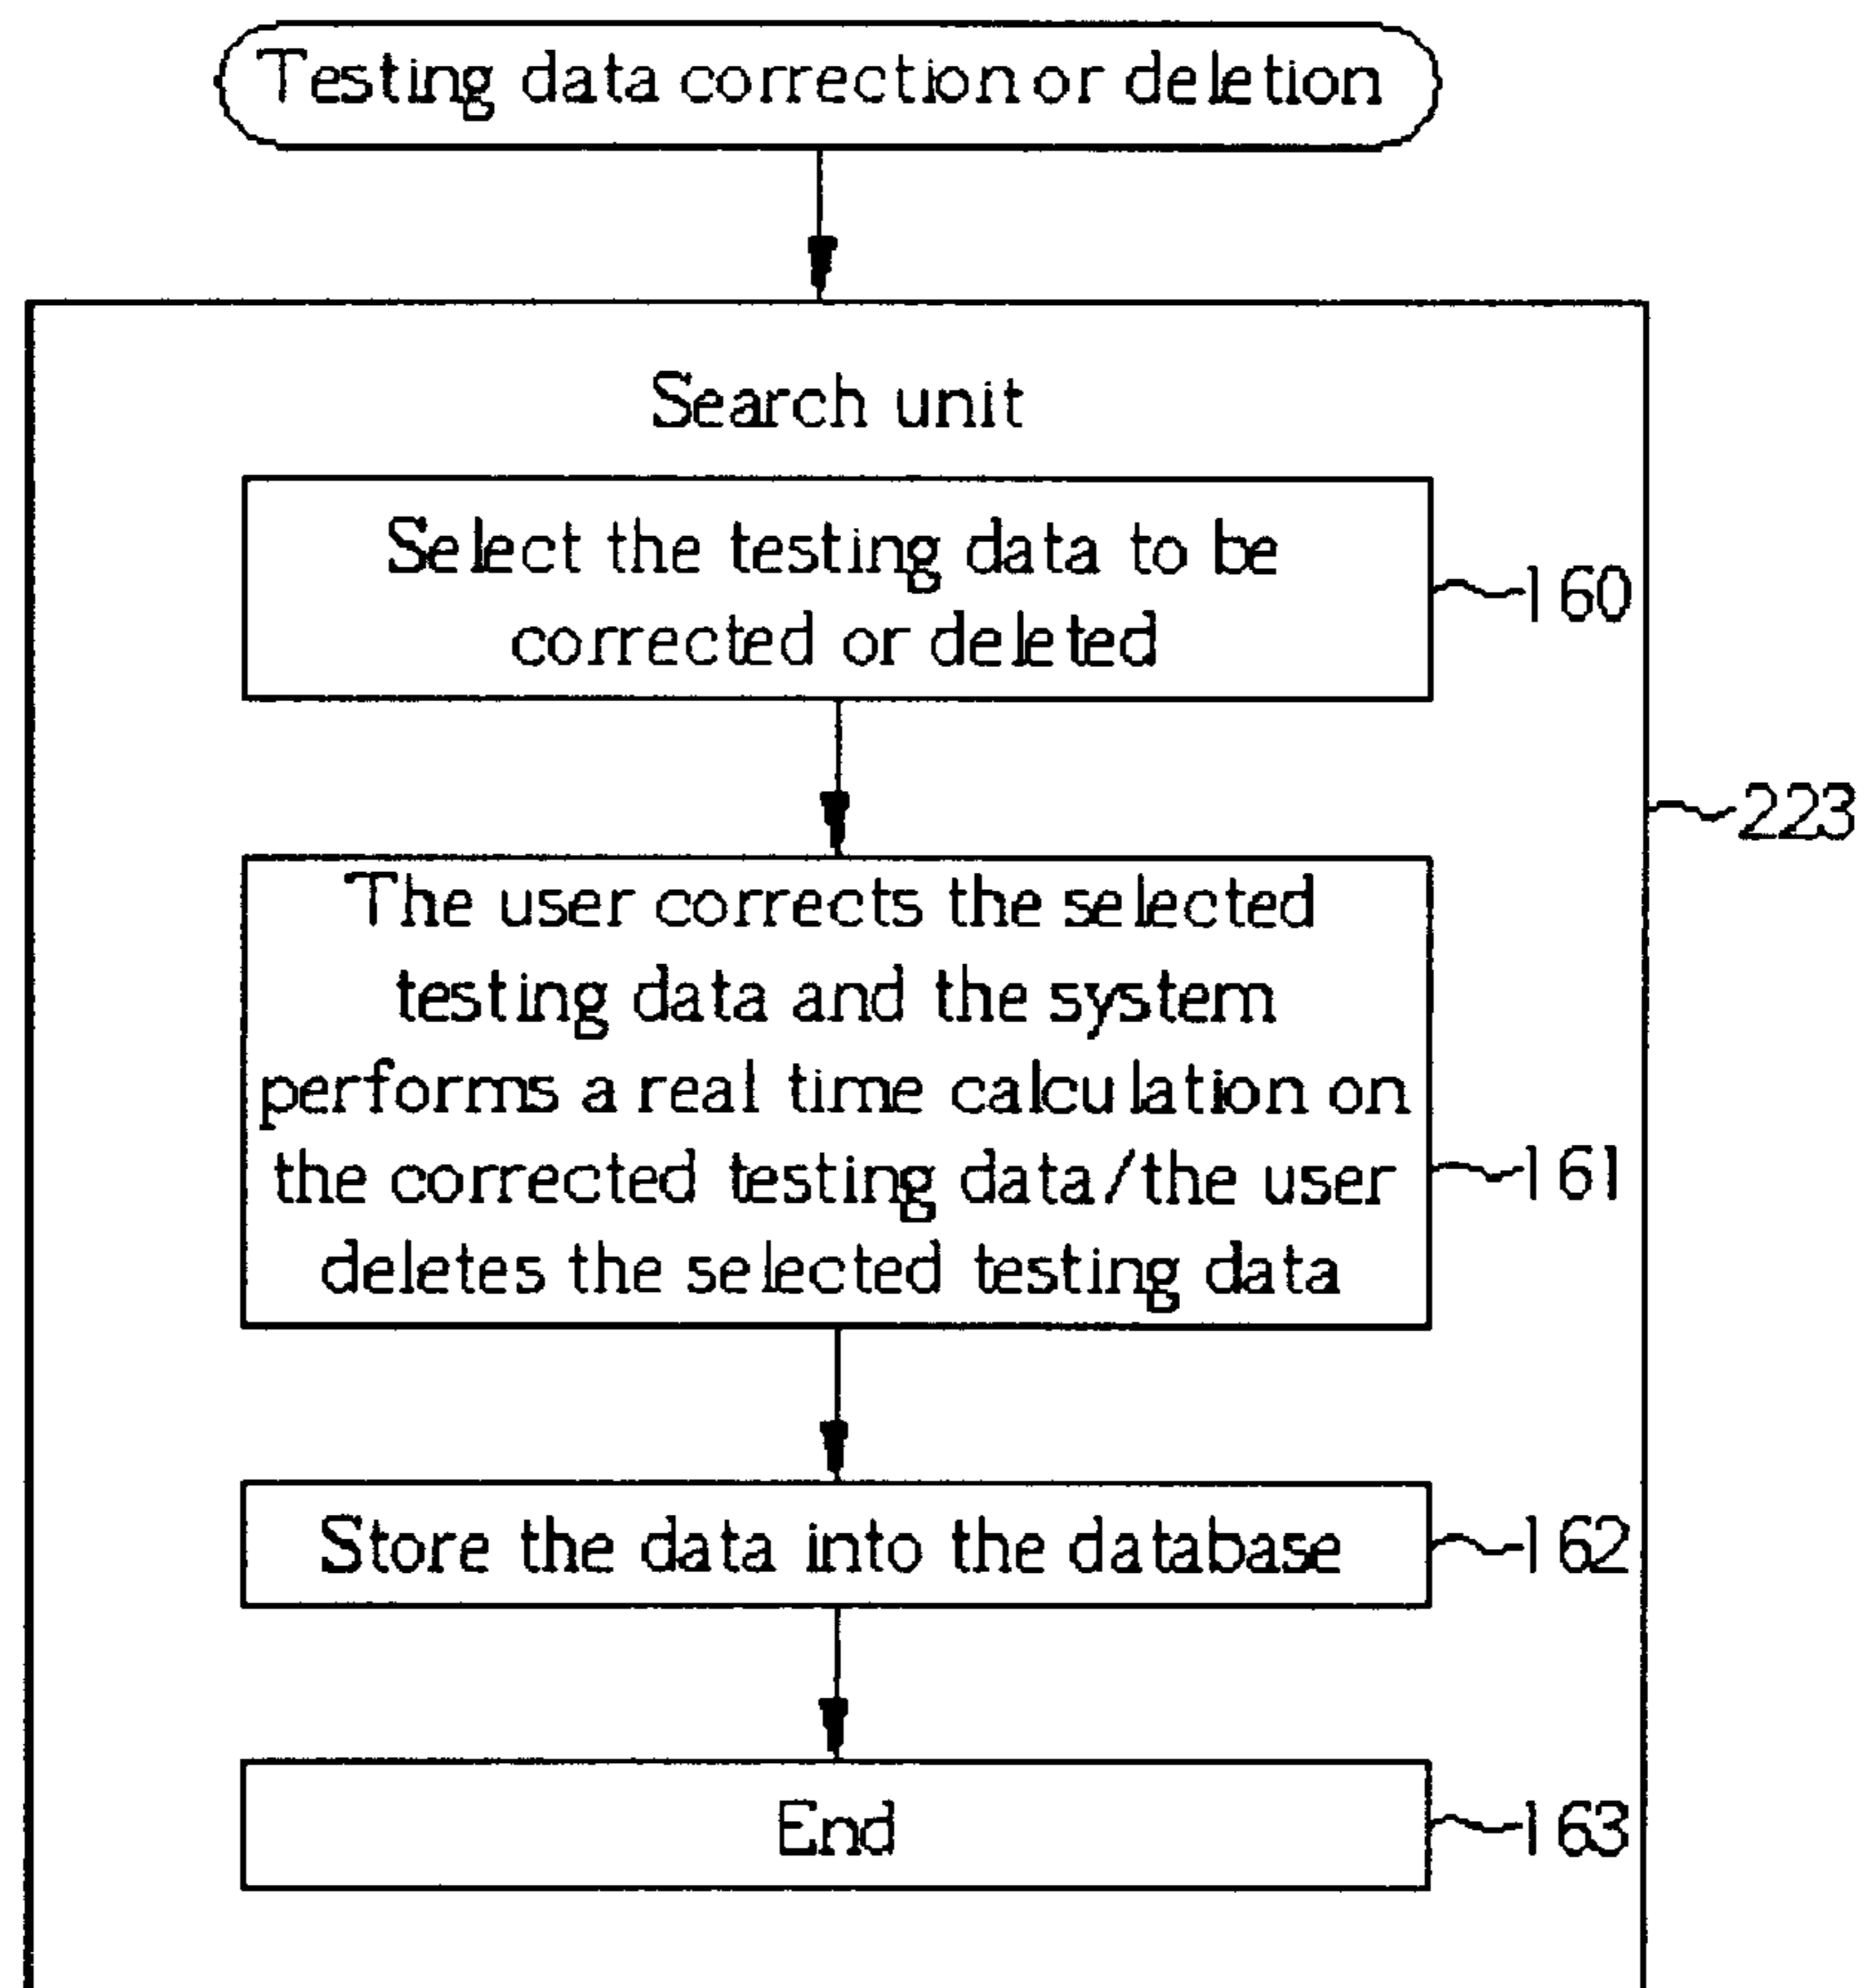 Testing data correction or deletion
Search unit
Select the testing data to be
corrected or deleted
160
223
The user corrects the selected
testing data and the system
performs a real time calculation on
the corrected testing data/the user
deletes the selected testing data
161
Store the data into the database
162
End
163